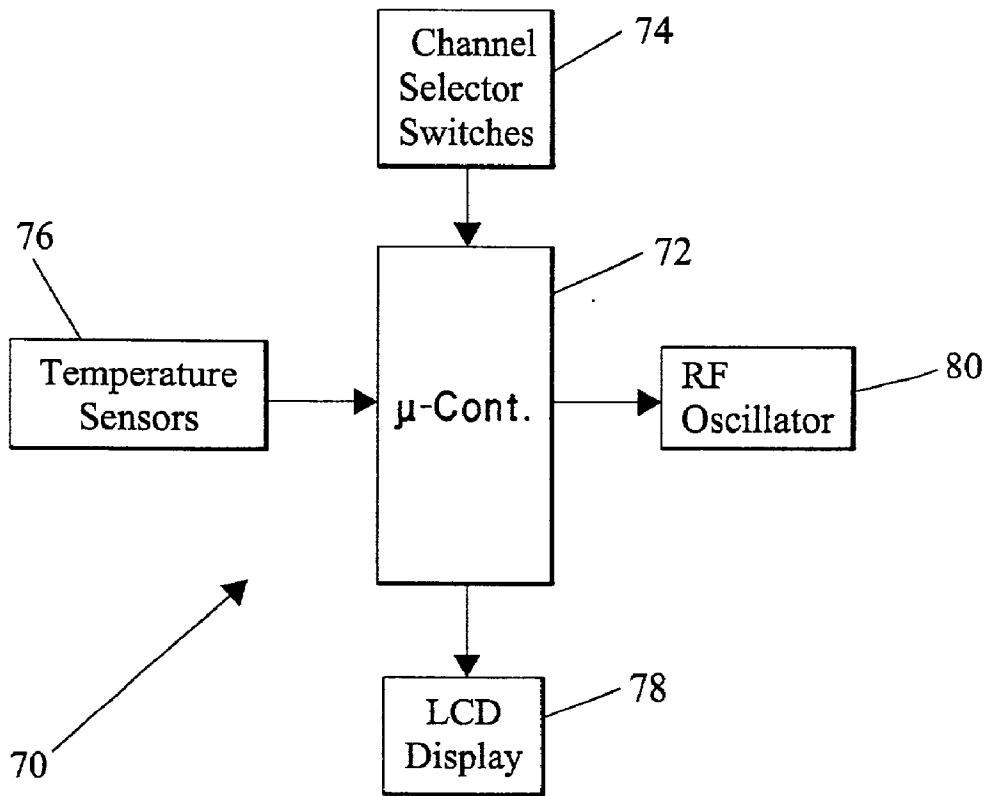 Channel
Selector
Switches
74
76
72
Temperature
Sensors
μ-Cont.
RF
Oscillator
80
70
LCD
Display
78